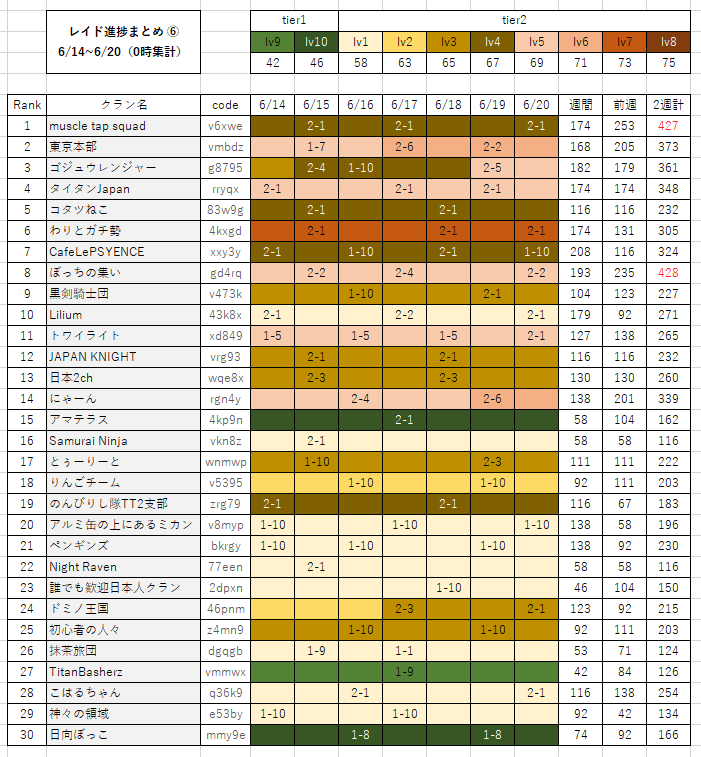 レイド進捗まとめ ⑥
6/14~6/20（0時集計）
tier1 tier2
lv9 lv10 lv1 lv2 lv3 lv4 lv5 lv6 lv7 lv8
42 46 58 63 65 67 69 71 73 75
Rank クラン名 code 6/14 6/15 6/16 6/17 6/18 6/19 6/20 週間 前週 2週計
1 muscle tap squad v6xwe 2-1 2-1 2-1 174 253 427
2 東京本部 vmbdz 1-7 2-6 2-2 168 205 373
3 ゴジュウレンジャー g8795 2-4 1-10 2-5 182 179 361
4 タイタンJapan rryqx 2-1 2-1 2-1 174 174 348
5 コタツねこ 83w9g 2-1 2-1 116 116 232
6 わりとガチ勢 4kxgd 2-1 2-1 2-1 174 131 305
7 CafeLePSYENCE xxy3y 2-1 1-10 2-1 1-10 208 116 324
8 ぼっちの集い gd4rq 2-2 2-4 2-2 193 235 428
9 黒剣騎士団 v473k 1-10 2-1 104 123 227
10 Lilium 43k8x 2-1 2-2 2-1 179 92 271
11 トワイライト xd849 1-5 1-5 1-5 2-1 127 138 265
12 JAPAN KNIGHT vrg93 2-1 2-1 116 116 232
13 日本2ch wqe8x 2-3 2-3 130 130 260
14 にゃーん rgn4y 2-4 2-6 138 201 339
15 アマテラス 4kp9n 2-1 58 104 162
16 Samurai Ninja vkn8z 2-1 58 58 116
17 とぅーりーと wnmwp 1-10 2-3 111 111 222
18 りんごチーム v5395 1-10 1-10 92 111 203
19 のんびりし隊TT2支部 zrg79 2-1 2-1 116 67 183
20 アルミ缶の上にあるミカン v8myp 1-10 1-10 1-10 138 58 196
21 ペンギンズ bkrgy 1-10 1-10 1-10 138 92 230
22 Night Raven 77een 2-1 58 58 116
23 誰でも歓迎日本人クラン 2dpxn 1-10 46 104 150
24 ドミノ王国 46pnm 2-3 2-1 123 92 215
25 初心者の人々 z4mn9 1-10 1-10 92 111 203
26 抹茶旅団 dgqgb 1-9 1-1 53 71 124
27 TitanBasherz vmmwx 1-9 42 84 126
28 こはるちゃん q36k9 2-1 2-1 116 138 254
29 神々の領域 e53by 1-10 1-10 92 42 134
30 日向ぼっこ mmy9e 1-8 1-8 74 92 166